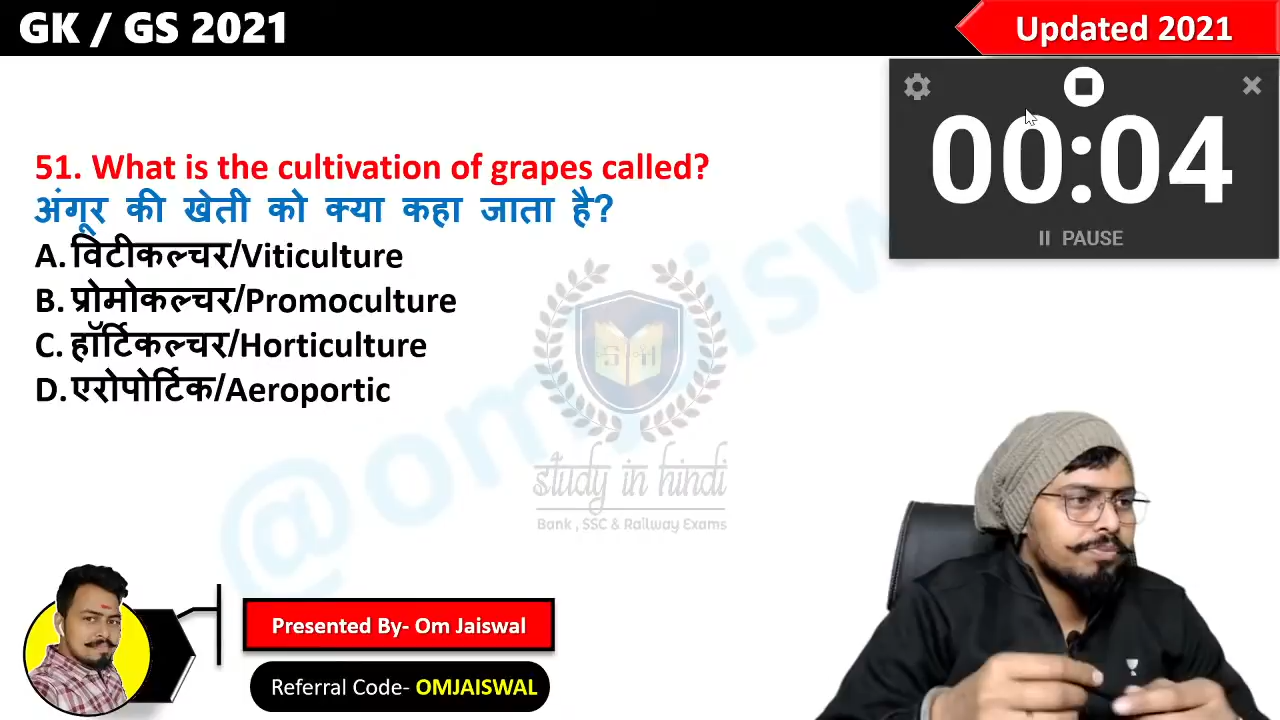 GK / GS 2021
Updated 2021
00:04
II PAUSE
51. What is the cultivation of grapes called?
अंगूर की खेती को क्या कहा जाता है?
A. विटीकल्चर/Viticulture
B. प्रोमोकल्चर/Promoculture
C. हॉर्टिकल्चर/Horticulture
D. एरोपोर्टिक/Aeroportic
@omjaiswal
S H
study in hindi
Bank , SSC & Railway Exams
Presented By- Om Jaiswal
Referral Code- OMJAISWAL